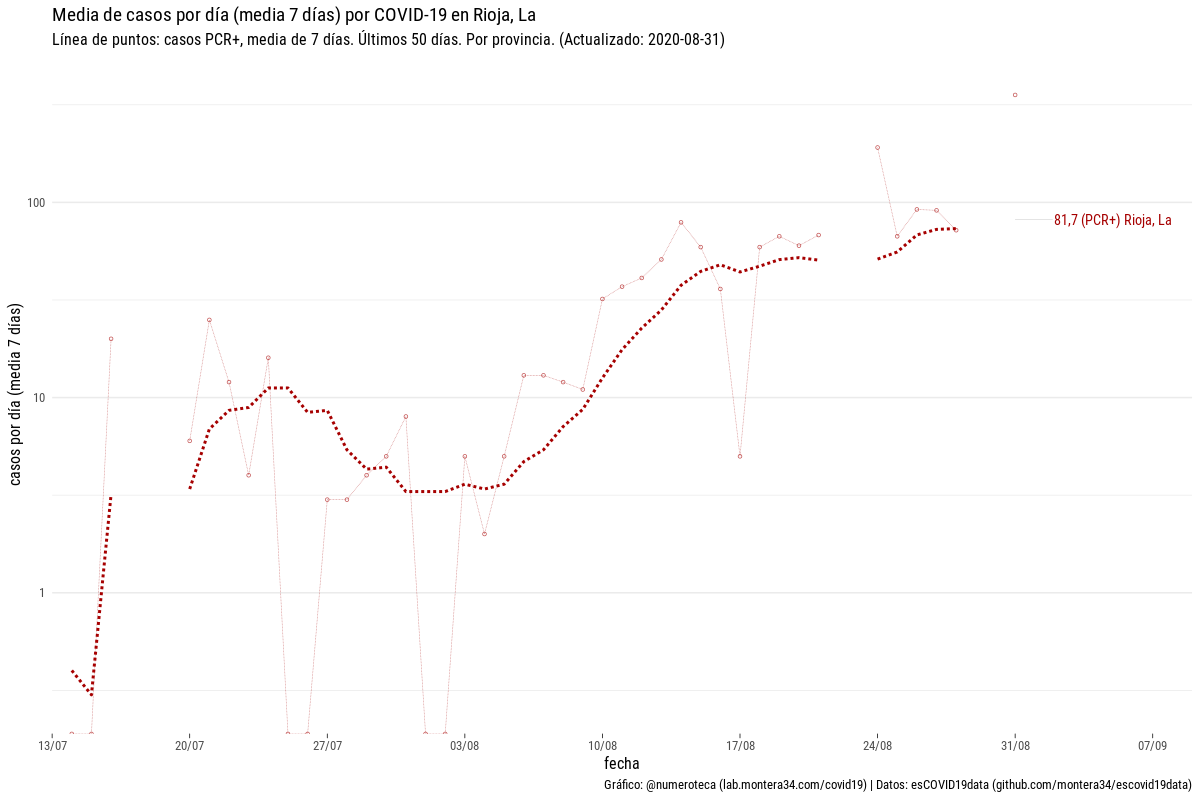 Media de casos por día (media 7 días) por COVID-19 en Rioja, La
Línea de puntos: casos PCR+, media de 7 días. Últimos 50 días. Por provincia. (Actualizado: 2020-08-31)
casos por día (media 7 días)
100
10
1
81,7 (PCR+) Rioja, La
13/07 20/07 27/07 03/08 10/08 17/08 24/08 31/08 07/09
fecha
Gráfico: @numeroteca (lab.montera34.com/covid19) | Datos: esCOVID19data (github.com/montera34/escovid19data)